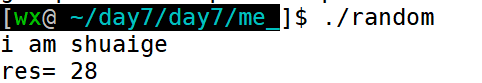 [wx@ ~/day7/day7/me_]$ ./random
i am shuaige
res= 28